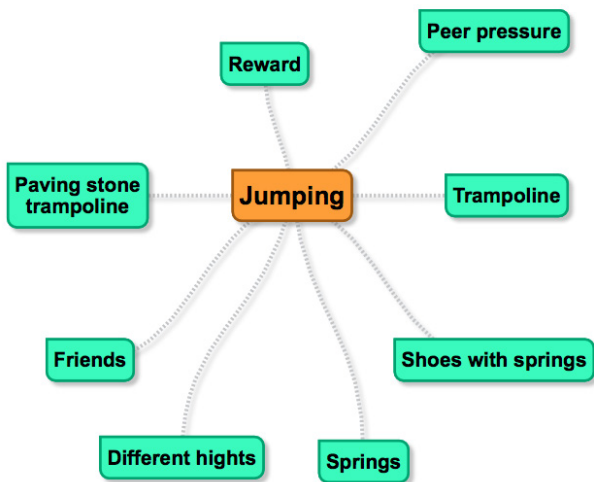 Peer pressure
Reward
Paving stone
trampoline
Jumping
Trampoline
Friends
Shoes with springs
Different hights
Springs